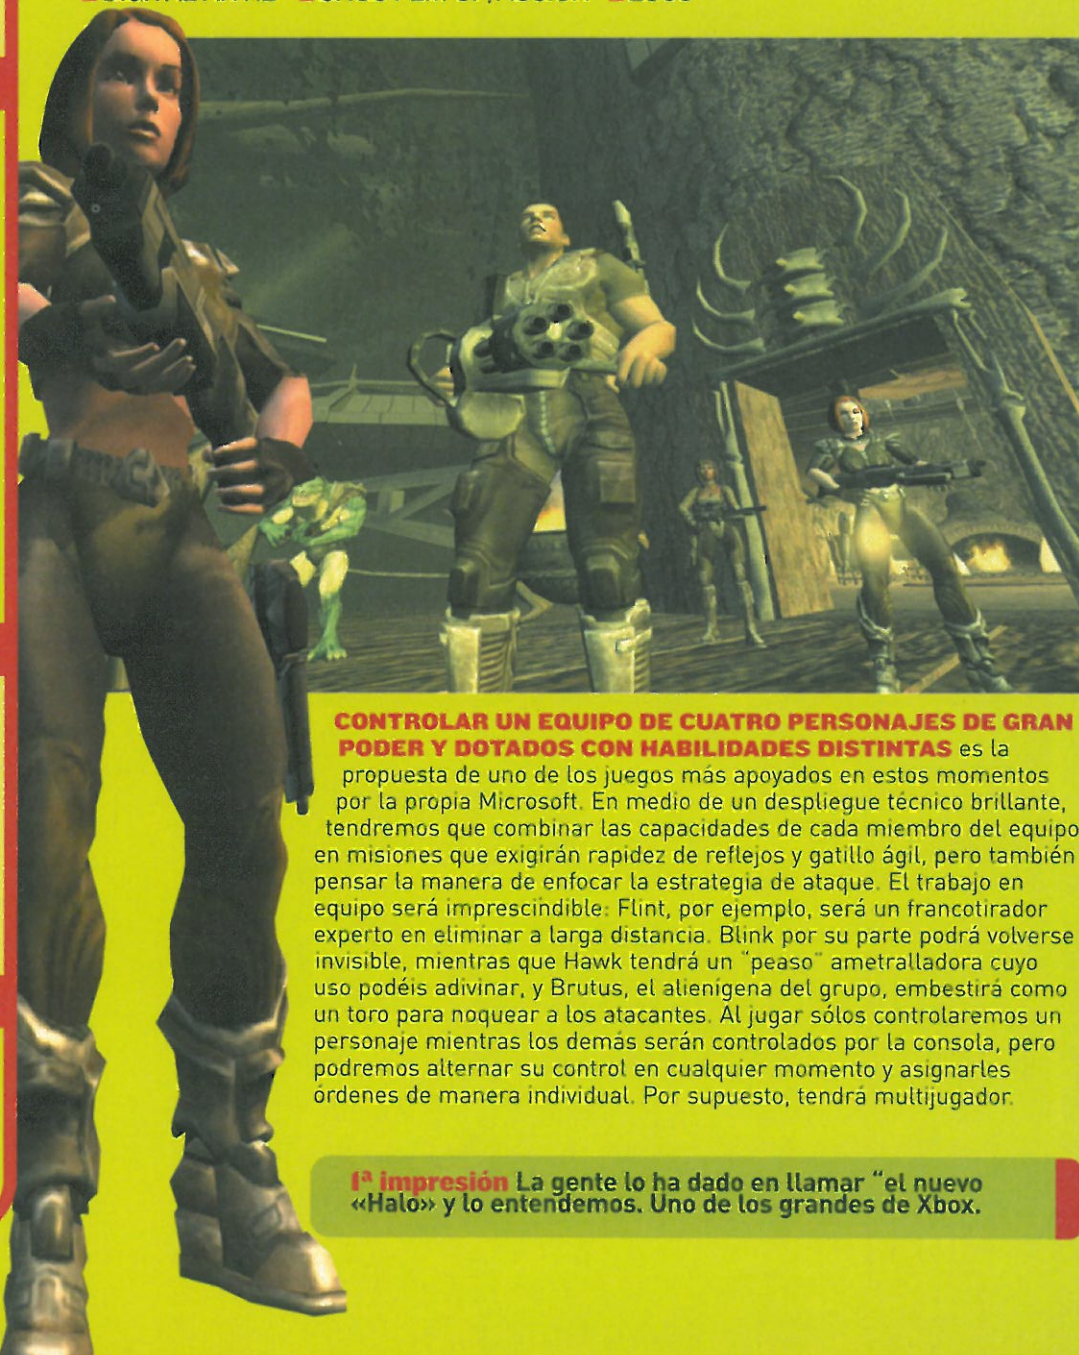 CONTROLAR UN EQUIPO DE CUATRO PERSONAJES DE GRAN
PODER Y DOTADOS CON HABILIDADES DISTINTAS es la
propuesta de uno de los juegos más apoyados en estos momentos
por la propia Microsoft. En medio de un despliegue técnico brillante,
tendremos que combinar las capacidades de cada miembro del equipo
en misiones que exigirán rapidez de reflejos y gatillo ágil, pero también
pensar la manera de enfocar la estrategia de ataque. El trabajo en
equipo será imprescindible: Flint, por ejemplo, será un francotirador
experto en eliminar a larga distancia. Blink por su parte podrá volverse
invisible, mientras que Hawk tendrá un "peaso" ametralladora cuyo
uso podéis adivinar, y Brutus, el alienígena del grupo, embestirá como
un toro para noquear a los atacantes. Al jugar sólos controlaremos un
personaje mientras los demás serán controlados por la consola, pero
podremos alternar su control en cualquier momento y asignarles
órdenes de manera individual. Por supuesto, tendrá multijugador.
1ª impresión La gente lo ha dado en llamar "el nuevo
«Halo» y lo entendemos. Uno de los grandes de Xbox.